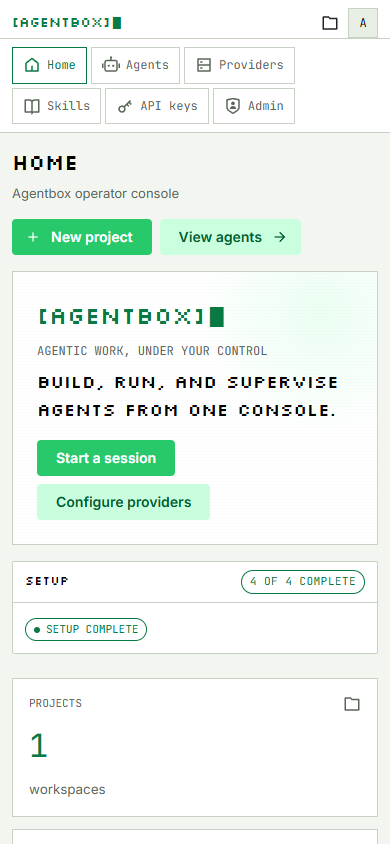 [AGENTBOX]
A
Home
Agents
Providers
Skills
API keys
Admin
HOME
Agentbox operator console
+ New project
View agents →
[AGENTBOX]
AGENTIC WORK, UNDER YOUR CONTROL
BUILD, RUN, AND SUPERVISE
AGENTS FROM ONE CONSOLE.
Start a session
Configure providers
SETUP
4 OF 4 COMPLETE
SETUP COMPLETE
PROJECTS
1
workspaces